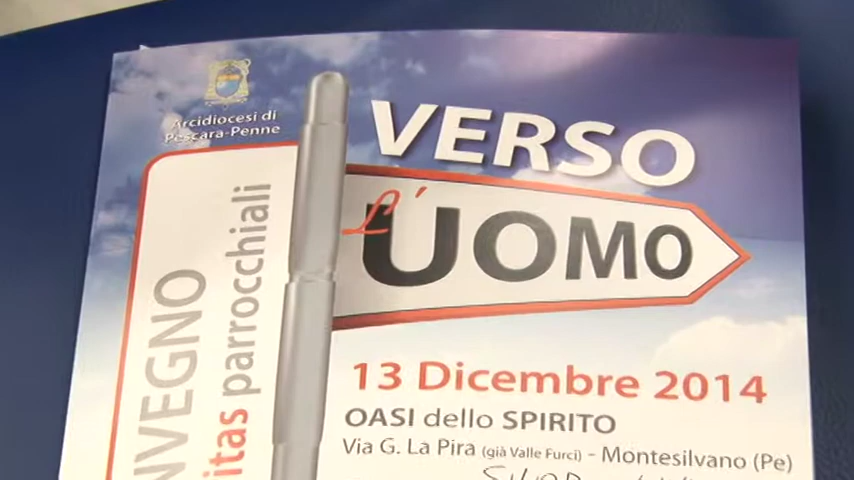 Arcidiocesi di
Pescara-Penne
VERSO
L'UOMO
NVEGNO
itas parrocchiali
13 Dicembre 2014
OASI dello SPIRITO
Via G. La Pira (già Valle Furci) - Montesilvano (Pe)